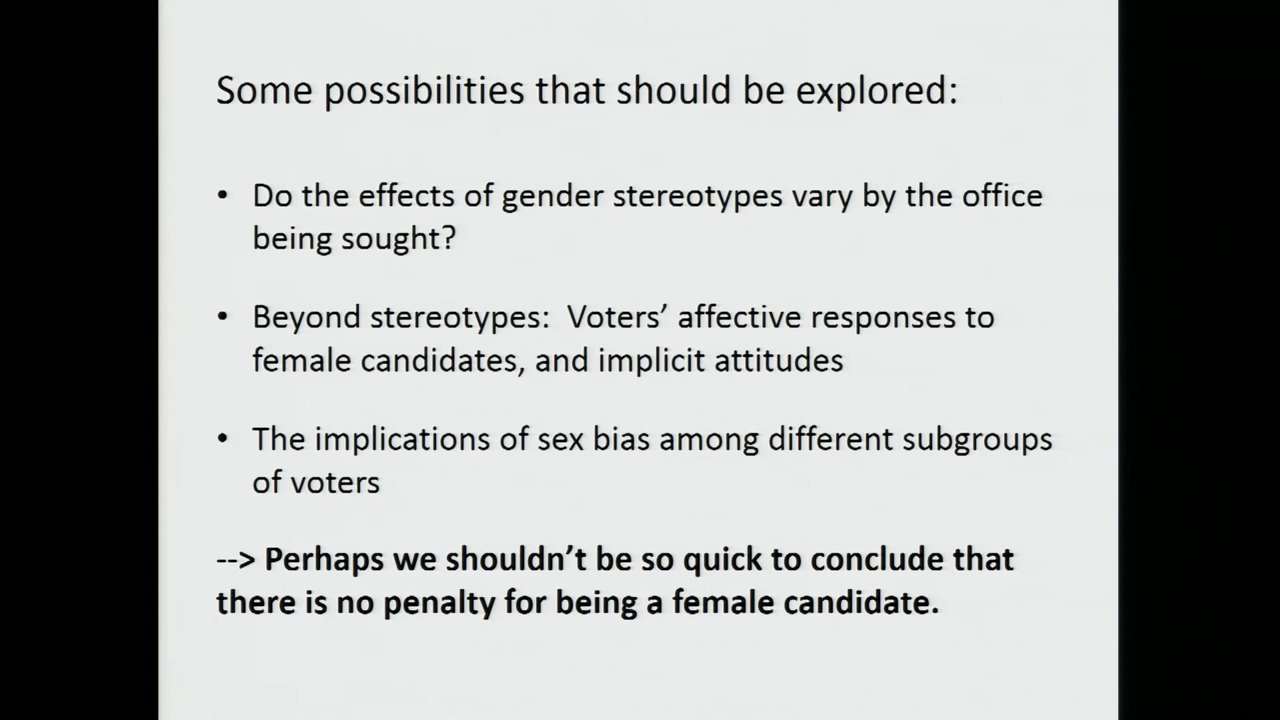 Some possibilities that should be explored:
• Do the effects of gender stereotypes vary by the office
being sought?
• Beyond stereotypes:  Voters’ affective responses to
female candidates, and implicit attitudes
• The implications of sex bias among different subgroups
of voters
--> Perhaps we shouldn’t be so quick to conclude that
there is no penalty for being a female candidate.